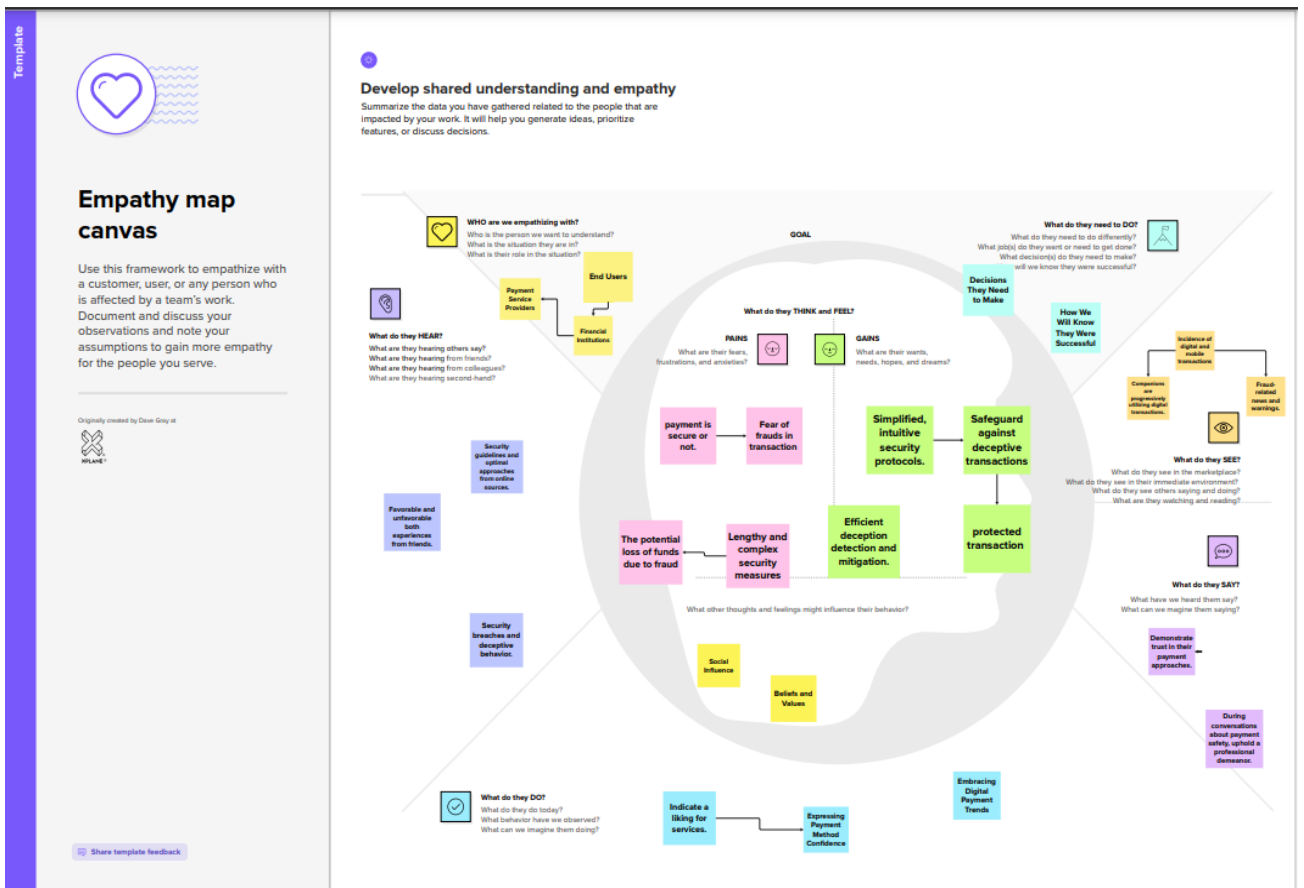 Template
Empathy map
canvas
Use this framework to empathize with
a customer, user, or any person who
is affected by a team's work.
Document and discuss your
observations and note your
assumptions to gain more empathy
for the people you serve.
Originally created by Dave Gray at
XPLANE
Share template feedback
Develop shared understanding and empathy
Summarize the data you have gathered related to the people that are
impacted by your work. It will help you generate ideas, prioritize
features, or discuss decisions.
WHO are we empathizing with?
Who is the person we want to understand?
What is the situation they are in?
What is their role in the situation?
End Users
Payment
Service
Providers
Financial
Institutions
GOAL
What do they need to DO?
What do they need to do differently?
What job(s) do they want or need to get done?
What decision(s) do they need to make?
will we know they were successful?
Decisions
They Need
to Make
How We
Will Know
They Were
Successful
What do they HEAR?
What are they hearing others say?
What are they hearing from friends?
What are they hearing from colleagues?
What are they hearing second-hand?
Security
guidelines and
optimal
approaches
from online
sources.
Favorable and
unfavorable
both
experiences
from friends.
Security
breaches and
deceptive
behavior.
What do they THINK and FEEL?
PAINS
What are their fears,
frustrations, and anxieties?
GAINS
What are their wants,
needs, hopes, and dreams?
payment is
secure or
not.
Fear of
frauds in
transaction
The potential
loss of funds
due to fraud
Lengthy and
complex
security
measures
Simplified,
intuitive
security
protocols.
Safeguard
against
deceptive
transactions
Efficient
deception
detection and
mitigation.
protected
transaction
What other thoughts and feelings might influence their behavior?
Social
Influence
Beliefs and
Values
Incidence of
digital and
mobile
transactions
Companions
are
progressively
utilizing digital
transactions.
Fraud-
related
news and
warnings.
What do they SEE?
What do they see in the marketplace?
What do they see in their immediate environment?
What do they see others saying and doing?
What are they watching and reading?
What do they SAY?
What have we heard them say?
What can we magine them saying?
Demonstrate
trust in their
payment
approaches.
During
conversations
about payment
safety, uphold a
professional
demeanor.
What do they DO?
What do they do today?
What behavior have we observed?
What can we imagine them doing?
Indicate a
liking for
services.
Expressing
Payment
Method
Confidence
Embracing
Digital
Payment
Trends